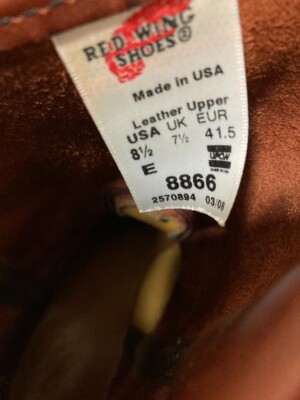 RED WING
SHOES®
Made in USA
Leather Upper
USA UK EUR
8½ 7½ 41.5
E UFCW
8866
2570894 03/08